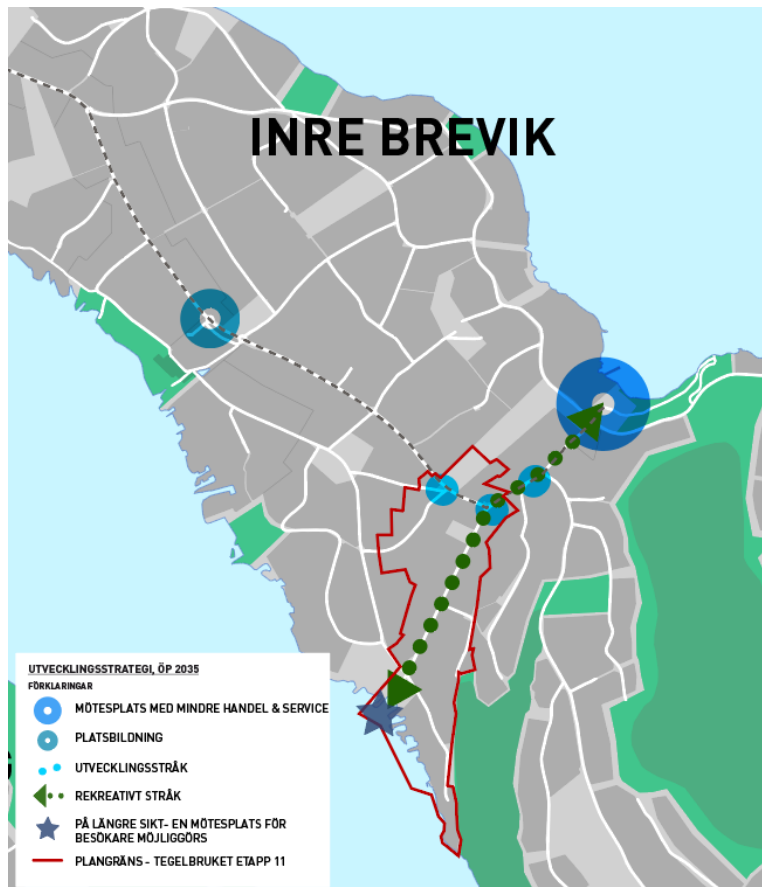 INRE BREVIK
UTVECKLINGSSTRATEGI, ÖP 2035
FÖRKLARINGAR
MÖTESPLATS MED MINDRE HANDEL & SERVICE
PLATSBILDNING
UTVECKLINGSSTRÅK
REKREATIVT STRÅK
PÅ LÄNGRE SIKT- EN MÖTESPLATS FÖR
BESÖKARE MÖJLIGGÖRS
PLANGRÄNS - TEGELBRUKET ETAPP 11